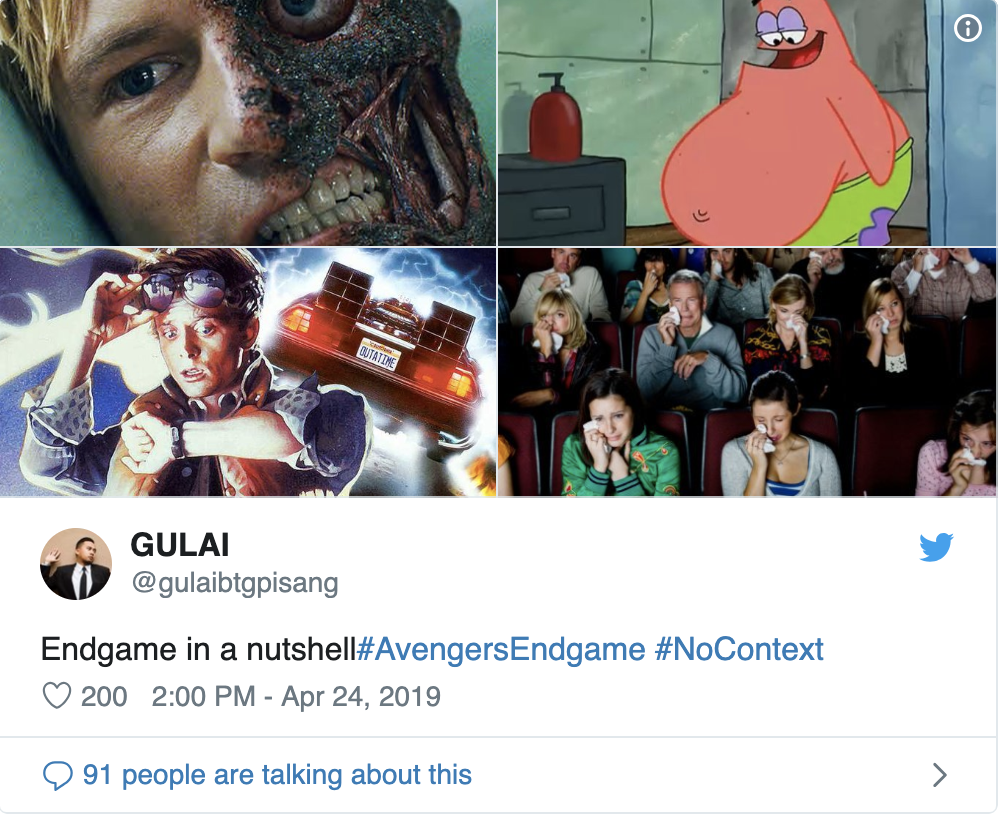 OUTATIME
GULAI
@gulaibtgpisang
Endgame in a nutshell#AvengersEndgame #NoContext
200 2:00 PM - Apr 24, 2019
91 people are talking about this